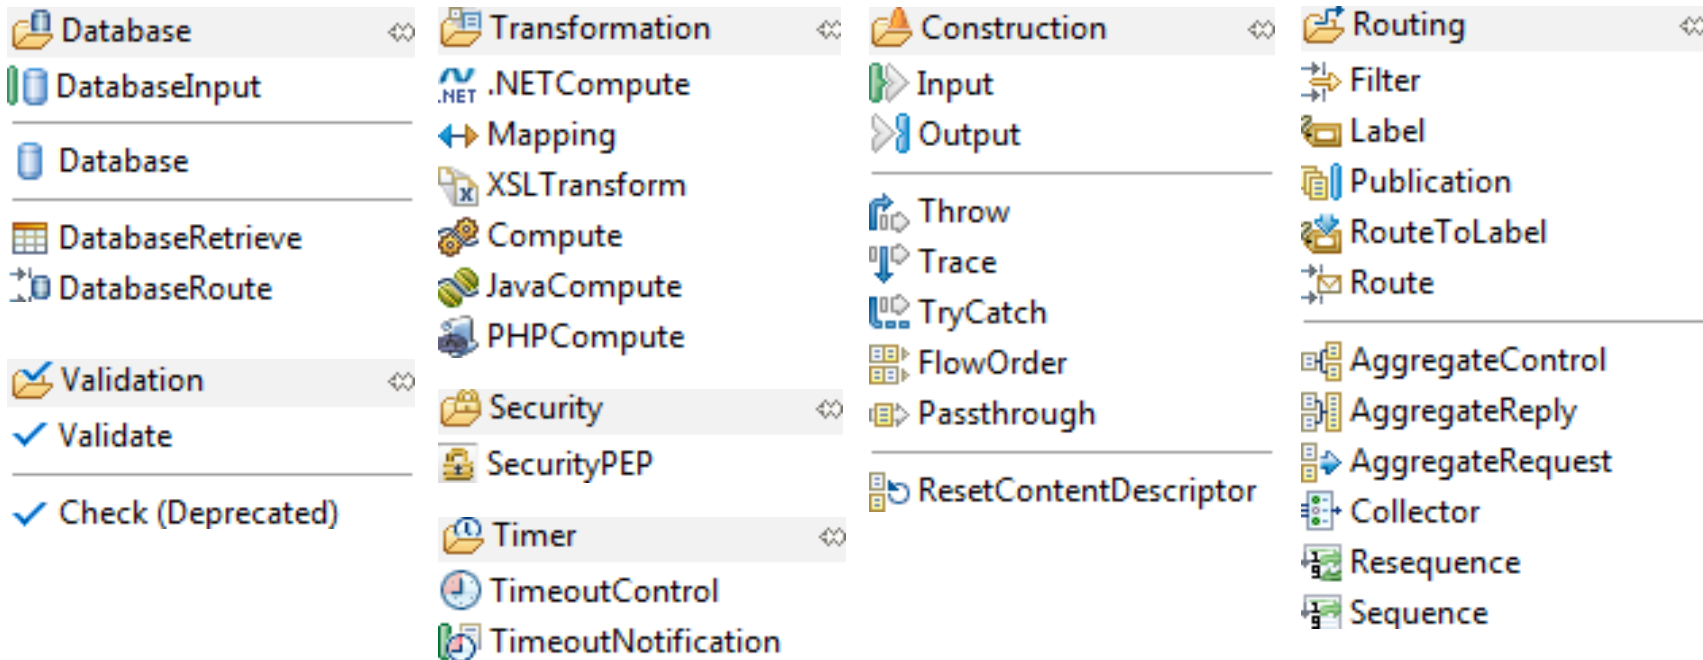 Database
DatabaseInput
Database
DatabaseRetrieve
DatabaseRoute
Validation
Validate
Check (Deprecated)
Transformation
.NET .NETCompute
Mapping
XSLTransform
Compute
JavaCompute
PHPCompute
Security
SecurityPEP
Timer
TimeoutControl
TimeoutNotification
Construction
Input
Output
Throw
Trace
TryCatch
FlowOrder
Passthrough
ResetContentDescriptor
Routing
Filter
Label
Publication
RouteToLabel
Route
AggregateControl
AggregateReply
AggregateRequest
Collector
Resequence
Sequence